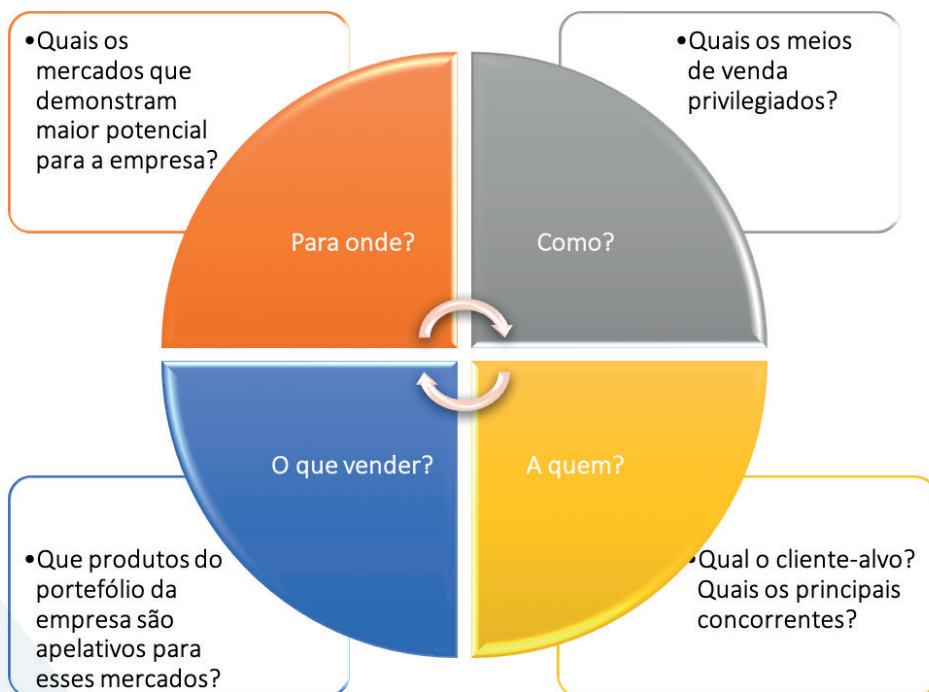 •Quais os
mercados que
demonstram
maior potencial
para a empresa?
•Quais os meios
de venda
privilegiados?
Para onde?
Como?
O que vender?
A quem?
•Que produtos do
portefólio da
empresa são
apelativos para
esses mercados?
•Qual o cliente-alvo?
Quais os principais
concorrentes?